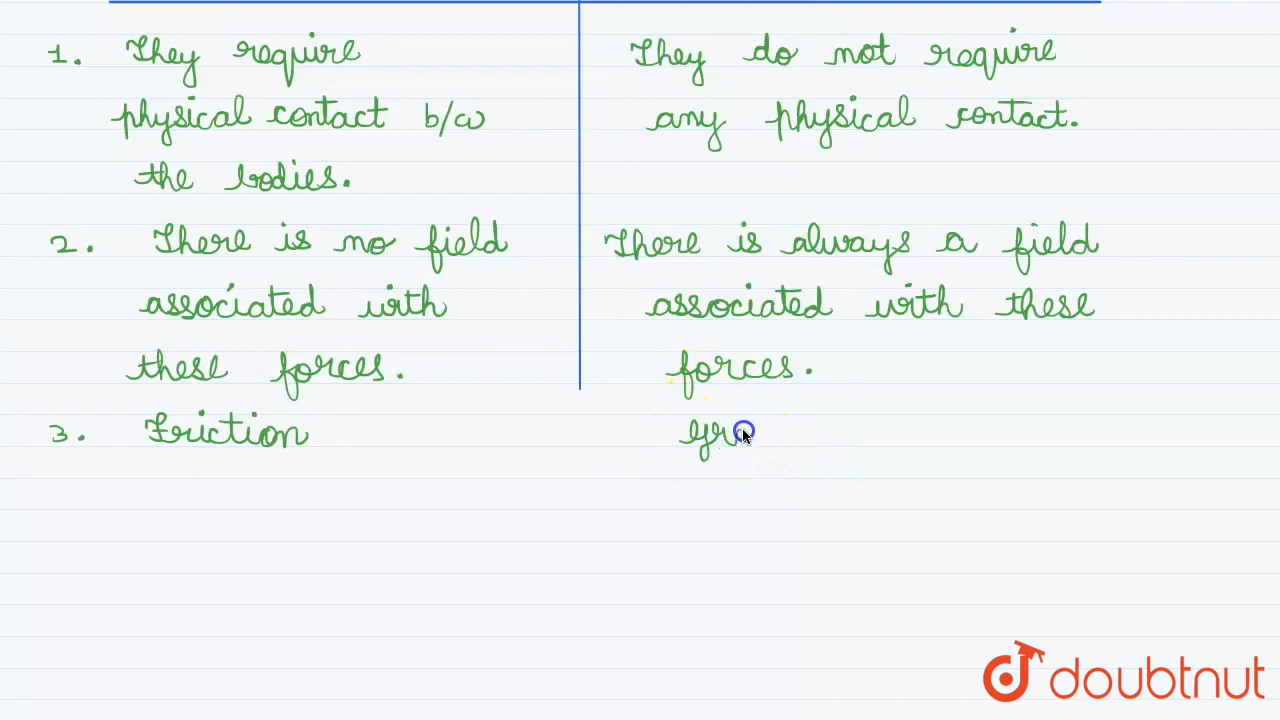 1. They require
physical contact b/w
the bodies.
They do not require
any physical contact.
2. There is no field
associated with
these forces.
There is always a field
associated with these
forces.
3. Friction
Gra
doubtnut